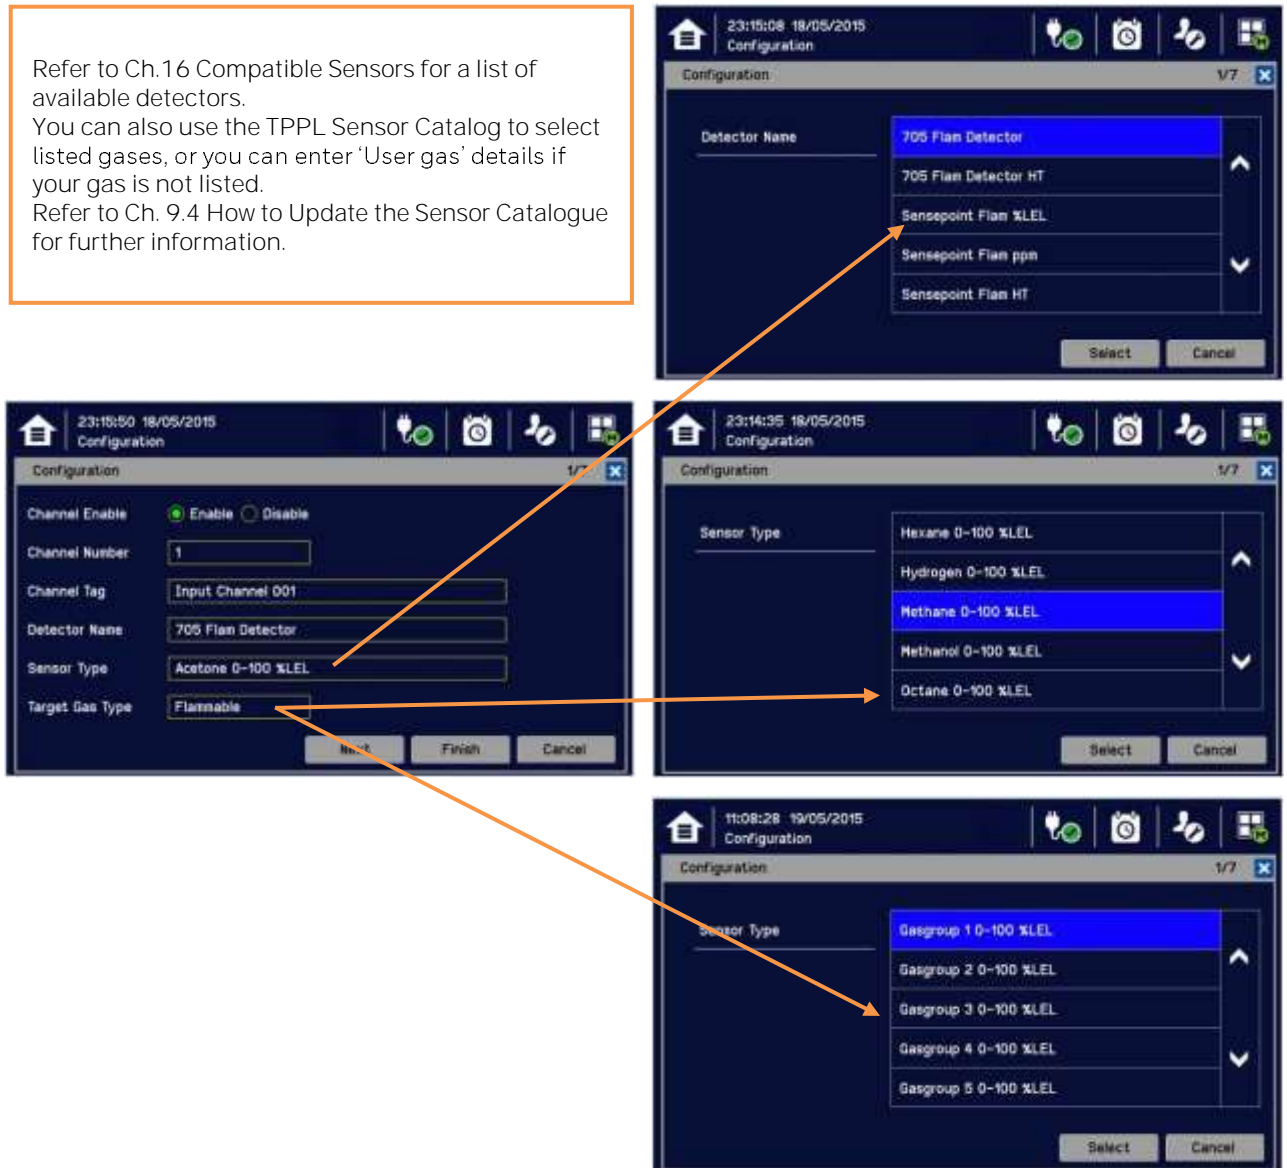 Refer to Ch.16 Compatible Sensors for a list of
available detectors.
You can also use the TPPL Sensor Catalog to select
listed gases, or you can enter ‘User gas’ details if
your gas is not listed.
Refer to Ch. 9.4 How to Update the Sensor Catalogue
for further information.
23:15:08 18/05/2015
Configuration
Configuration 1/7
Detector Name
705 Flam Detector
705 Flam Detector HT
Sensepoint Flam %LEL
Sensepoint Flam ppm
Sensepoint Flam HT
Select Cancel
23:15:50 18/05/2015
Configuration
Configuration 1/7
Channel Enable Enable Disable
Channel Number 1
Channel Tag Input Channel 001
Detector Name 705 Flam Detector
Sensor Type Acetone 0-100 %LEL
Target Gas Type Flammable
Next Finish Cancel
23:14:35 18/05/2015
Configuration
Configuration 1/7
Sensor Type
Hexane 0-100 %LEL
Hydrogen 0-100 %LEL
Methane 0-100 %LEL
Methanol 0-100 %LEL
Octane 0-100 %LEL
Select Cancel
11:08:28 19/05/2015
Configuration
Configuration 1/7
Sensor Type
Gasgroup 1 0-100 %LEL
Gasgroup 2 0-100 %LEL
Gasgroup 3 0-100 %LEL
Gasgroup 4 0-100 %LEL
Gasgroup 5 0-100 %LEL
Select Cancel